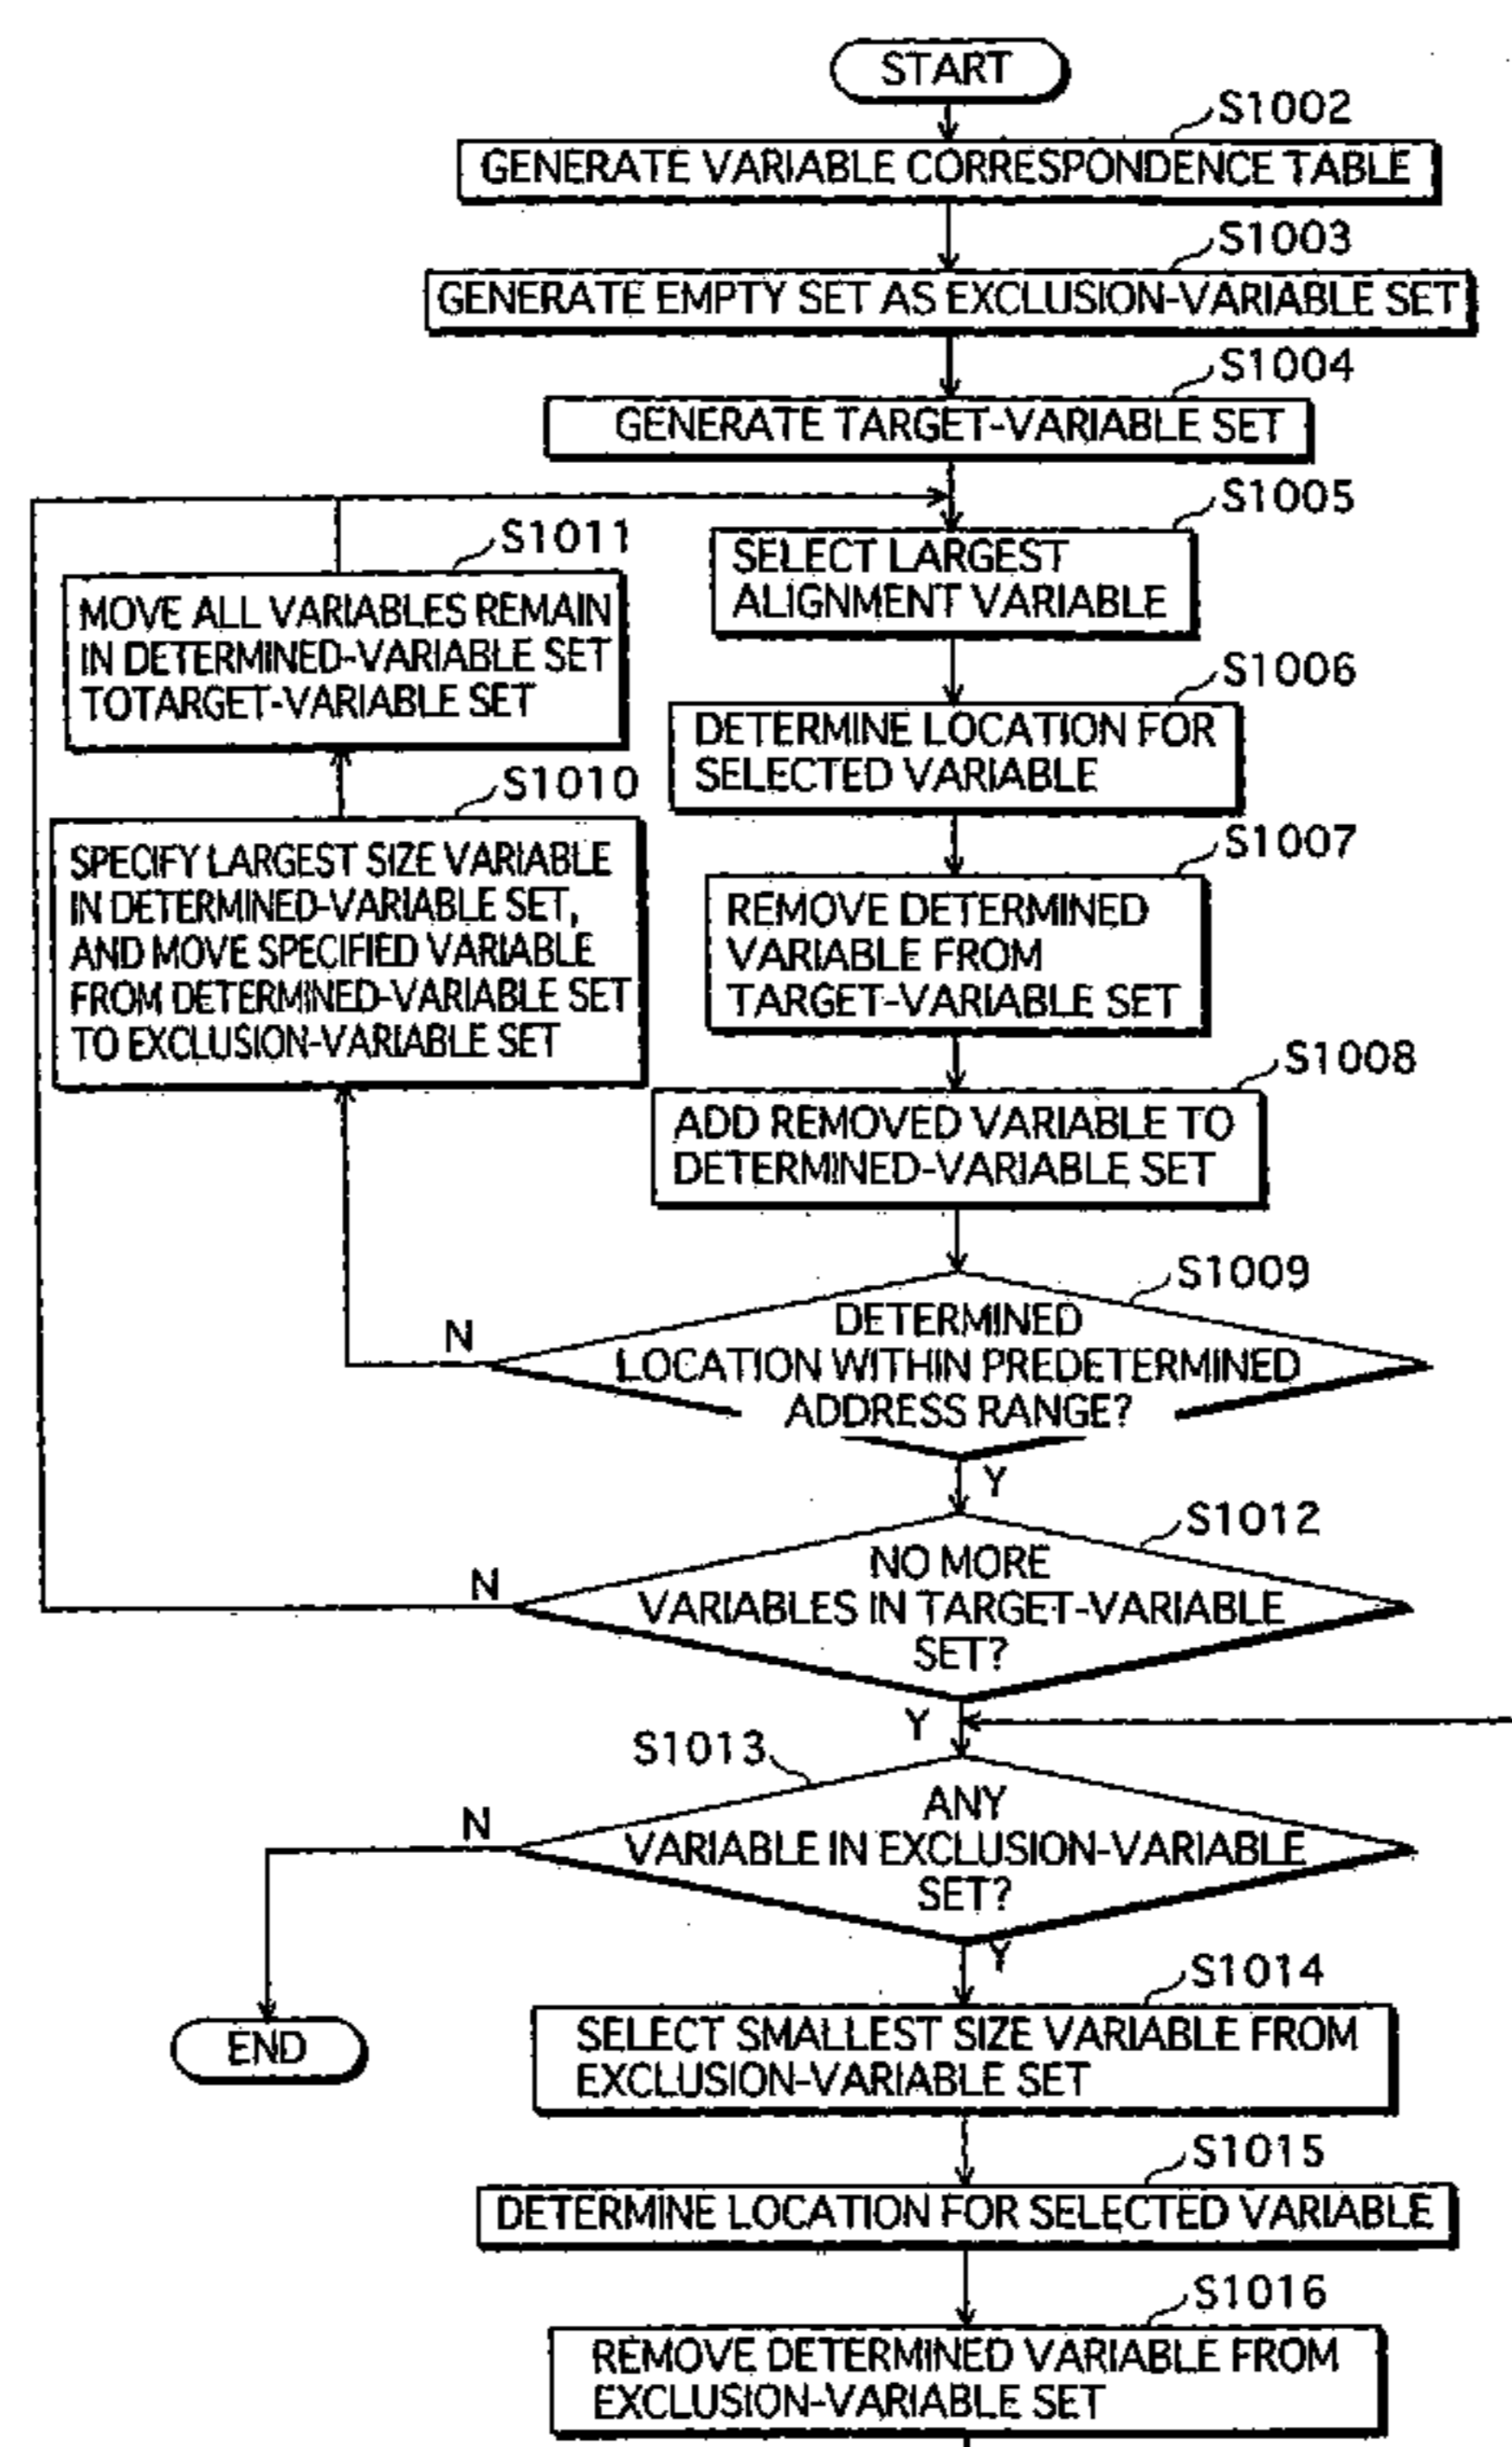 START
S1002
GENERATE VARIABLE CORRESPONDENCE TABLE
S1003
GENERATE EMPTY SET AS EXCLUSION-VARIABLE SET
S1004
GENERATE TARGET-VARIABLE SET
S1005
SELECT LARGEST
ALIGNMENT VARIABLE
S1011
MOVE ALL VARIABLES REMAIN
IN DETERMINED-VARIABLE SET
TOTARGET-VARIABLE SET
S1006
DETERMINE LOCATION FOR
SELECTED VARIABLE
S1010
SPECIFY LARGEST SIZE VARIABLE
IN DETERMINED-VARIABLE SET,
AND MOVE SPECIFIED VARIABLE
FROM DETERMINED-VARIABLE SET
TO EXCLUSION-VARIABLE SET
S1007
REMOVE DETERMINED
VARIABLE FROM
TARGET-VARIABLE SET
S1008
ADD REMOVED VARIABLE TO
DETERMINED-VARIABLE SET
S1009
DETERMINED
LOCATION WITHIN PREDETERMINED
ADDRESS RANGE?
N
Y
S1012
NO MORE
VARIABLES IN TARGET-VARIABLE
SET?
N
Y
S1013
ANY
VARIABLE IN EXCLUSION-VARIABLE
SET?
N
Y
END
S1014
SELECT SMALLEST SIZE VARIABLE FROM
EXCLUSION-VARIABLE SET
S1015
DETERMINE LOCATION FOR SELECTED VARIABLE
S1016
REMOVE DETERMINED VARIABLE FROM
EXCLUSION-VARIABLE SET